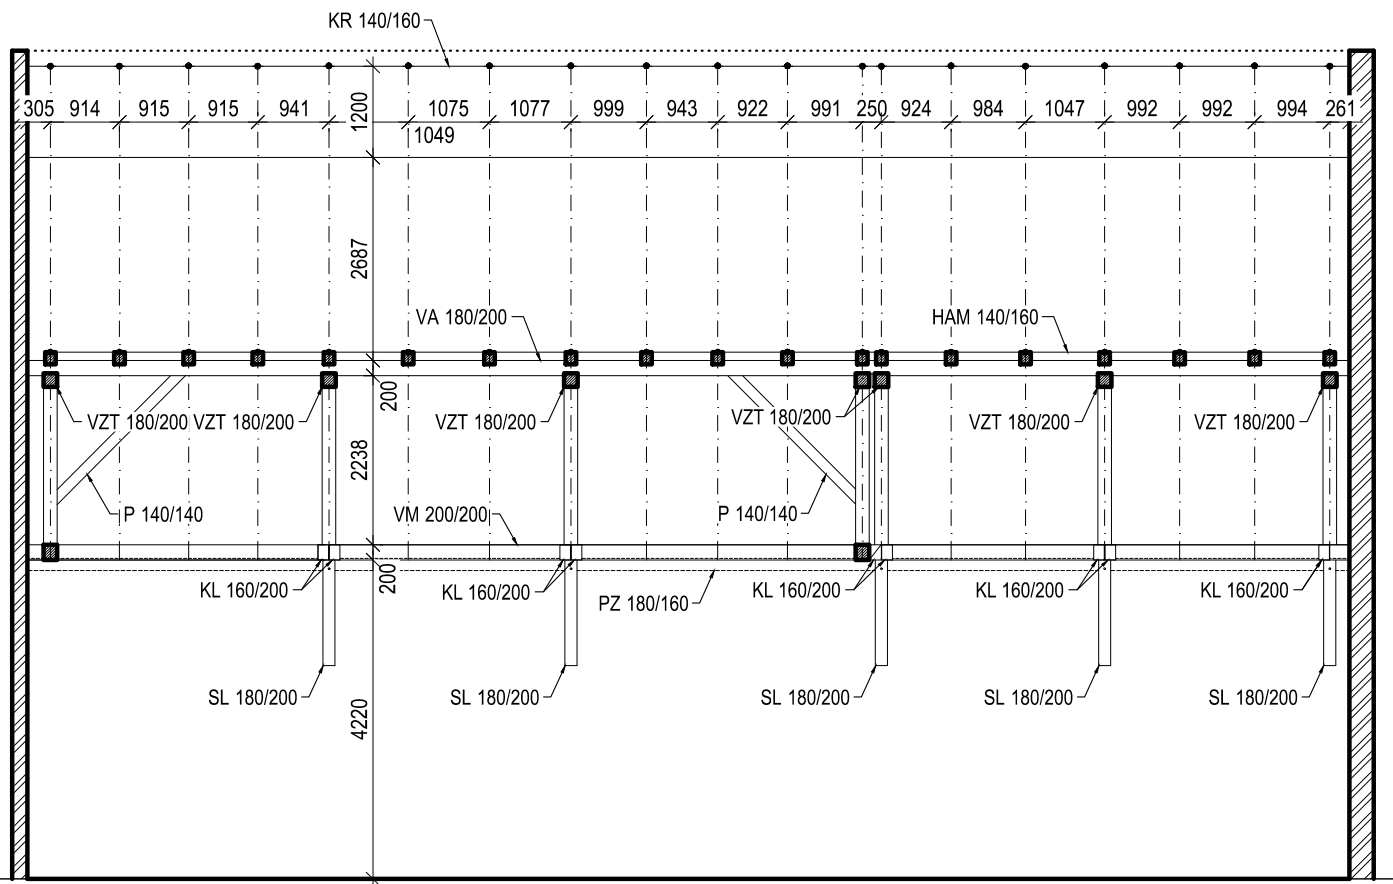 KR 140/160
305 914 915 915 941 1075 1077 999 943 922 991 250 924 984 1047 992 992 994 261
1049
1200
2687
VA 180/200 HAM 140/160
200
VZT 180/200 VZT 180/200 VZT 180/200 VZT 180/200 VZT 180/200 VZT 180/200
2238
P 140/140 VM 200/200 P 140/140
200
KL 160/200 KL 160/200 KL 160/200 KL 160/200 KL 160/200
PZ 180/160
SL 180/200 SL 180/200 SL 180/200 SL 180/200 SL 180/200
4220